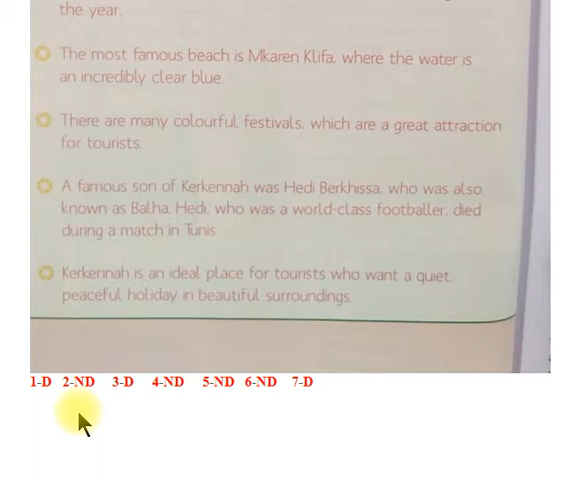 the year.
The most famous beach is Mkaren Klifa, where the water is
an incredibly clear blue.
There are many colourful festivals, which are a great attraction
for tourists.
A famous son of Kerkennah was Hedi Berkhissa, who was also
known as Balha. Hedi, who was a world-class footballer, died
during a match in Tunis.
Kerkennah is an ideal place for tourists who want a quiet,
peaceful holiday in beautiful surroundings.
1-D 2-ND 3-D 4-ND 5-ND 6-ND 7-D